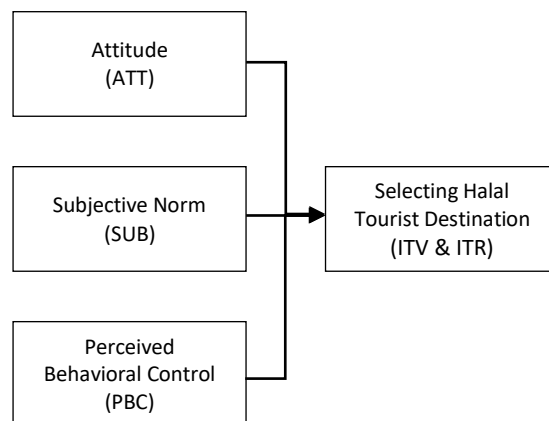 Attitude
(ATT)
Subjective Norm
(SUB)
Selecting Halal
Tourist Destination
(ITV & ITR)
Perceived
Behavioral Control
(PBC)